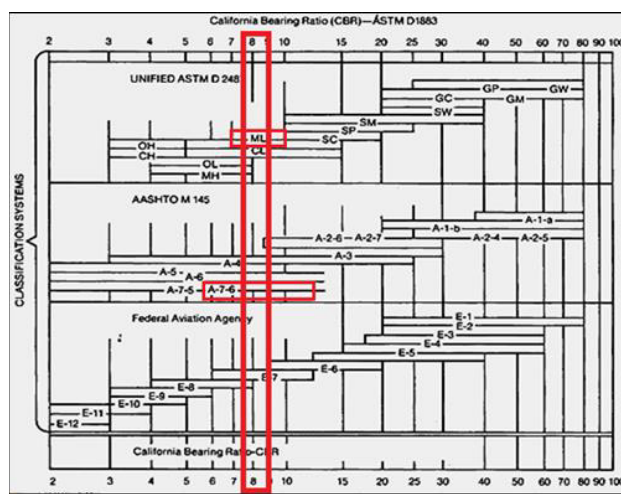 California Bearing Ratio (CBR)—ASTM D1883
2 3 4 5 6 7 8 9 10 15 20 25 30 40 50 60 70 80 90 100
UNIFIED ASTM D 248
GP GW
GC GM
SW
SM
SP
ML SC
OH CL
CH
OL
MH
CLASSIFICATION SYSTEMS
AASHTO M 145
A-1-a
A-1-b
A-2-6 A-2-7 A-2-4 A-2-5
A-3
A-4
A-5
A-6
A-7-5 A-7-6
Federal Aviation Agency
E-1
E-2
E-3
E-4
E-5
E-6
E-7
E-8
E-9
E-10
E-11
E-12
California Bearing Ratio-CBR
2 3 4 5 6 7 8 9 10 15 20 25 30 40 50 60 70 80 90 100